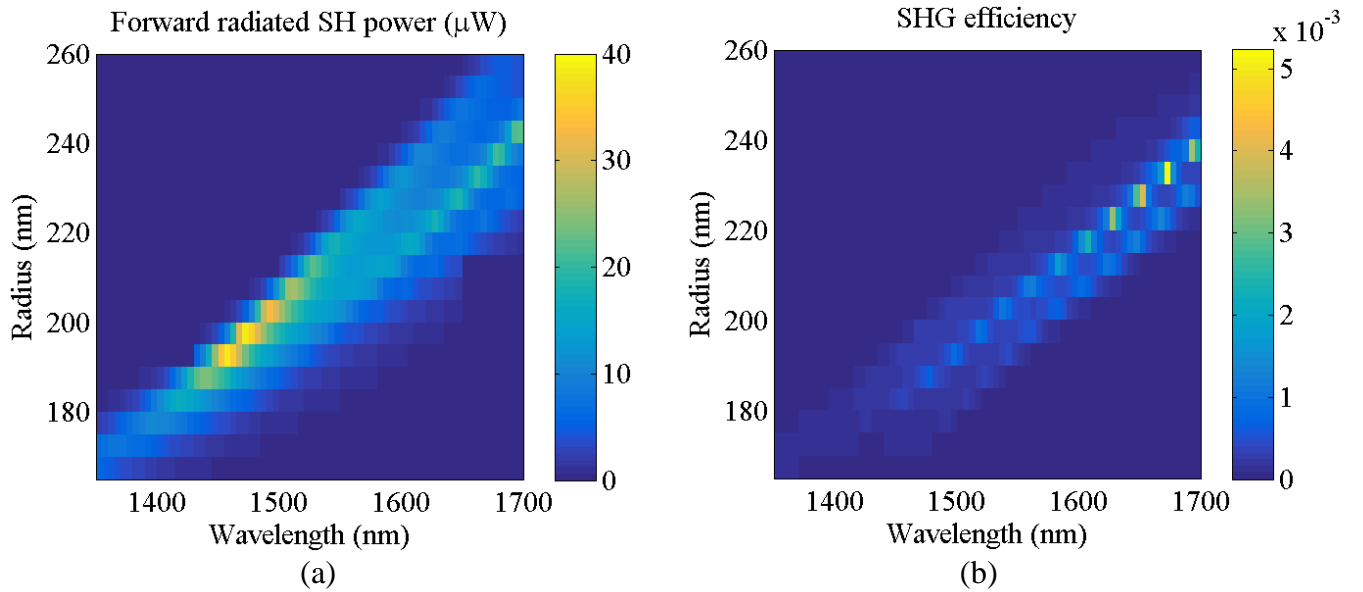 Forward radiated SH power (μW)
260
240
220
200
180
Radius (nm)
1400 1500 1600 1700
Wavelength (nm)
40
30
20
10
0
(a)
SHG efficiency
x 10⁻³
260
240
220
200
180
Radius (nm)
1400 1500 1600 1700
Wavelength (nm)
5
4
3
2
1
0
(b)